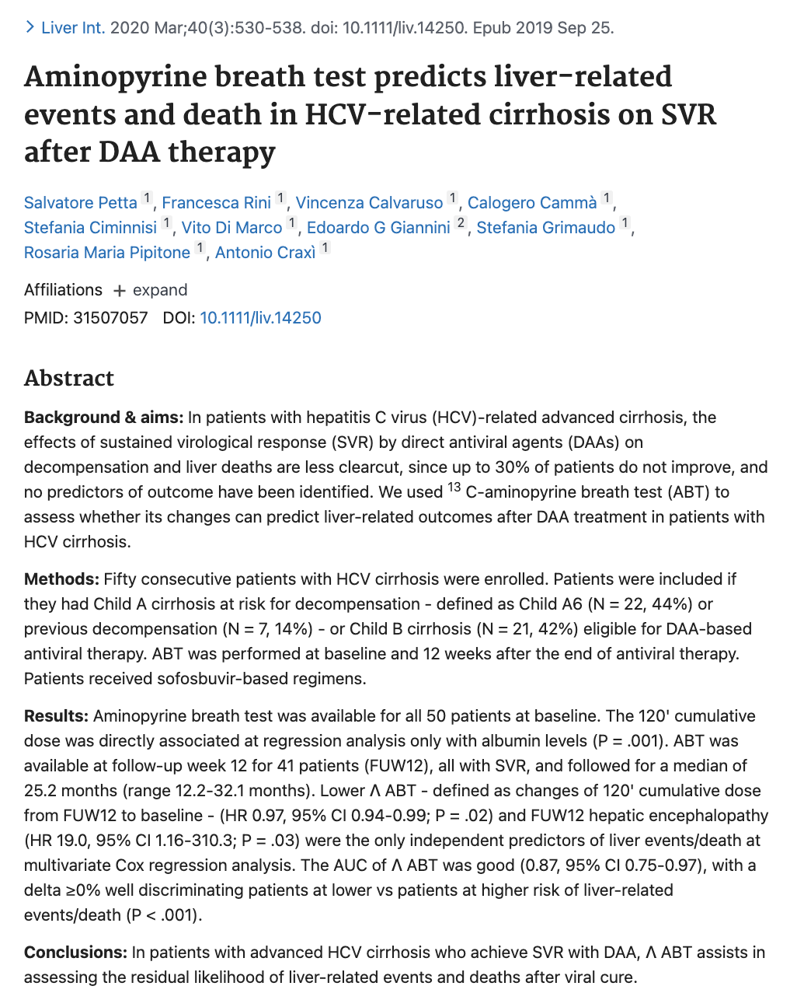 > Liver Int. 2020 Mar;40(3):530-538. doi: 10.1111/liv.14250. Epub 2019 Sep 25.
Aminopyrine breath test predicts liver-related
events and death in HCV-related cirrhosis on SVR
after DAA therapy
Salvatore Petta 1, Francesca Rini 1, Vincenza Calvaruso 1, Calogero Cammà 1,
Stefania Ciminnisi 1, Vito Di Marco 1, Edoardo G Giannini 2, Stefania Grimaudo 1,
Rosaria Maria Pipitone 1, Antonio Craxì 1
Affiliations + expand
PMID: 31507057 DOI: 10.1111/liv.14250
Abstract
Background & aims: In patients with hepatitis C virus (HCV)-related advanced cirrhosis, the
effects of sustained virological response (SVR) by direct antiviral agents (DAAs) on
decompensation and liver deaths are less clearcut, since up to 30% of patients do not improve, and
no predictors of outcome have been identified. We used 13 C-aminopyrine breath test (ABT) to
assess whether its changes can predict liver-related outcomes after DAA treatment in patients with
HCV cirrhosis.
Methods: Fifty consecutive patients with HCV cirrhosis were enrolled. Patients were included if
they had Child A cirrhosis at risk for decompensation - defined as Child A6 (N = 22, 44%) or
previous decompensation (N = 7, 14%) - or Child B cirrhosis (N = 21, 42%) eligible for DAA-based
antiviral therapy. ABT was performed at baseline and 12 weeks after the end of antiviral therapy.
Patients received sofosbuvir-based regimens.
Results: Aminopyrine breath test was available for all 50 patients at baseline. The 120' cumulative
dose was directly associated at regression analysis only with albumin levels (P = .001). ABT was
available at follow-up week 12 for 41 patients (FUW12), all with SVR, and followed for a median of
25.2 months (range 12.2-32.1 months). Lower Ʌ ABT - defined as changes of 120' cumulative dose
from FUW12 to baseline - (HR 0.97, 95% CI 0.94-0.99; P = .02) and FUW12 hepatic encephalopathy
(HR 19.0, 95% CI 1.16-310.3; P = .03) were the only independent predictors of liver events/death at
multivariate Cox regression analysis. The AUC of Ʌ ABT was good (0.87, 95% CI 0.75-0.97), with a
delta ≥0% well discriminating patients at lower vs patients at higher risk of liver-related
events/death (P < .001).
Conclusions: In patients with advanced HCV cirrhosis who achieve SVR with DAA, Ʌ ABT assists in
assessing the residual likelihood of liver-related events and deaths after viral cure.